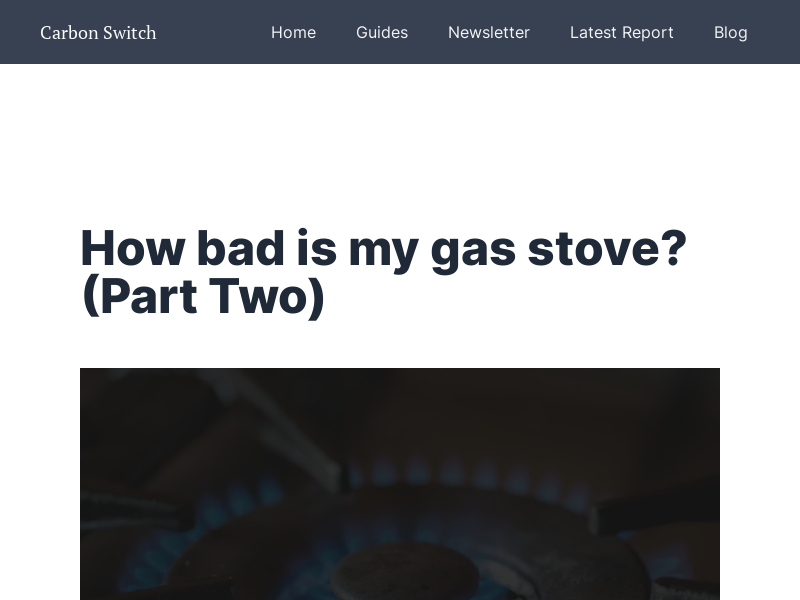 Carbon Switch
Home
Guides
Newsletter
Latest Report
Blog
How bad is my gas stove?
(Part Two)